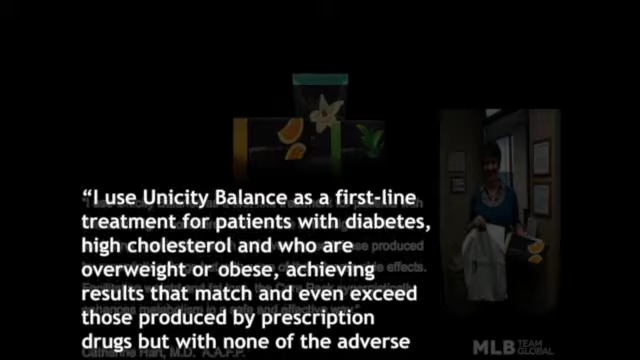 “I use Unicity Balance as a first-line
treatment for patients with diabetes,
high cholesterol and who are
overweight or obese, achieving
results that match and even exceed
those produced by prescription
drugs but with none of the adverse
Catherine Hart, M.D. A.A.F.P.
MLB TEAM
GLOBAL